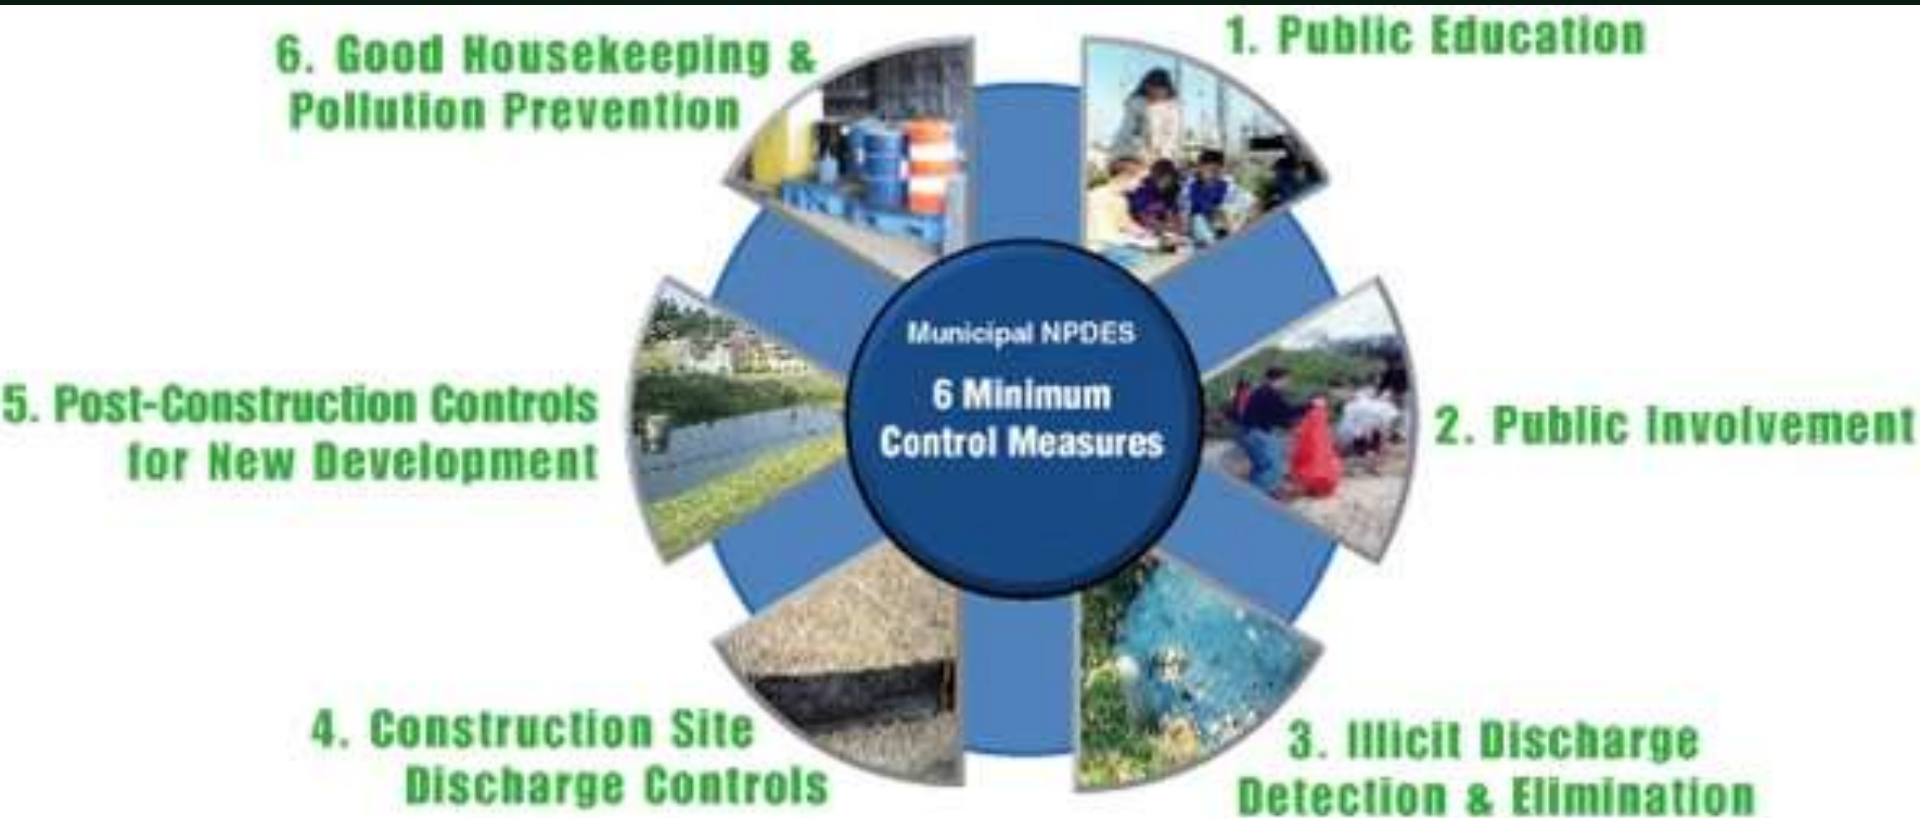 Municipal NPDES
6 Minimum
Control Measures
1. Public Education
2. Public Involvement
3. Illicit Discharge
Detection & Elimination
4. Construction Site
Discharge Controls
5. Post-Construction Controls
for New Development
6. Good Housekeeping &
Pollution Prevention